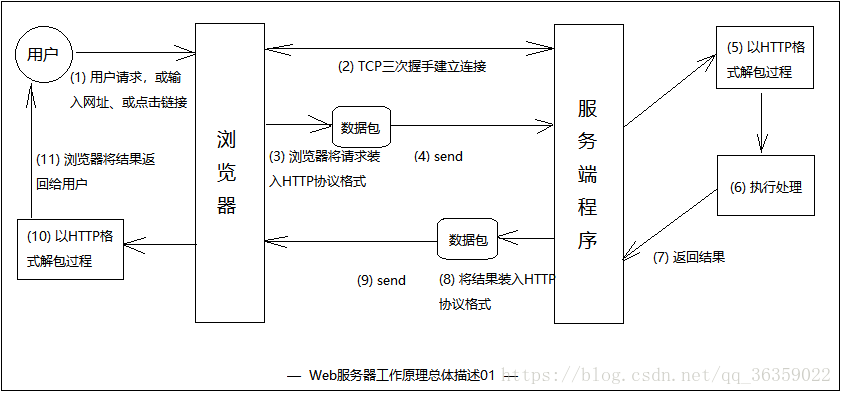 用户
(1) 用户请求，或输
入网址、或点击链接
浏
览
器
(2) TCP三次握手建立连接
数据包
(3) 浏览器将请求装
入HTTP协议格式
(4) send
服
务
端
程
序
(5) 以HTTP格
式解包过程
(6) 执行处理
(7) 返回结果
数据包
(8) 将结果装入HTTP
协议格式
(9) send
(10) 以HTTP格
式解包过程
(11) 浏览器将结果返
回给用户
— Web服务器工作原理总体描述01 —
https://blog.csdn.net/qq_36359022